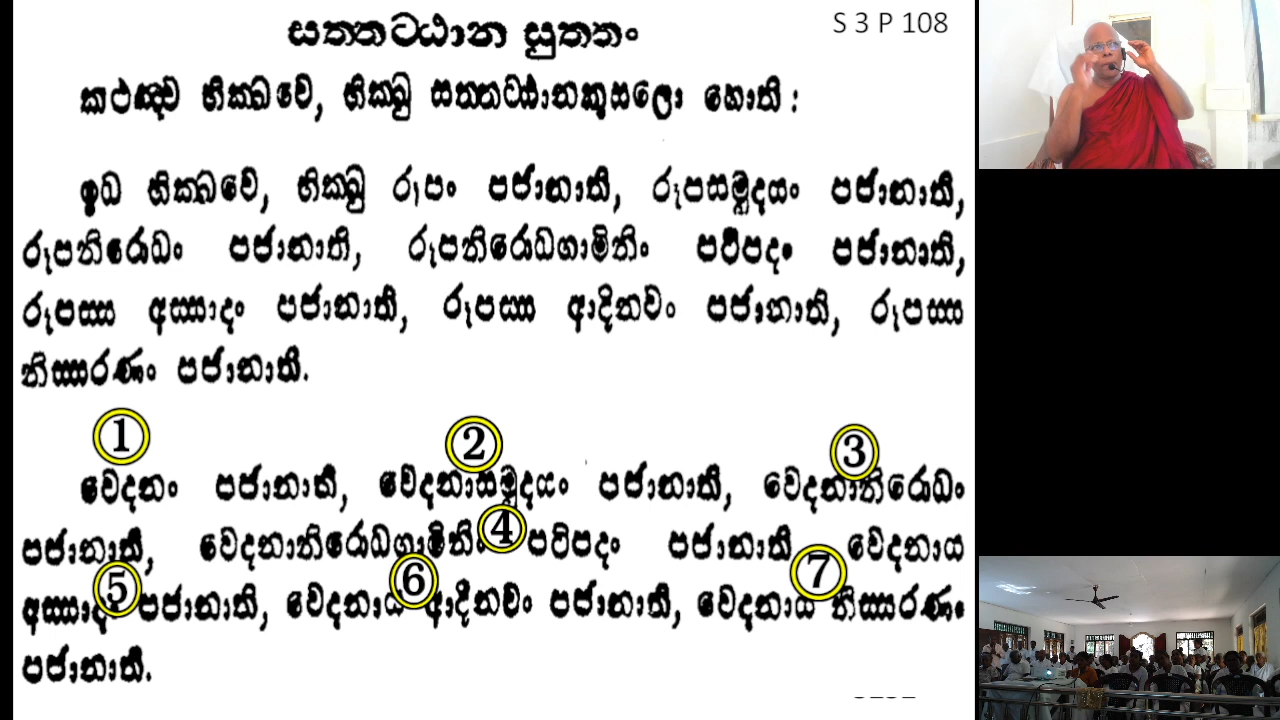 සත්තට්ඨාන සුත්තං
S 3 P 108
කථඤ්ච භික්ඛවෙ, භික්ඛු සත්තට්ඨානකුසලො හොති :
ඉධ භික්ඛවෙ, භික්ඛු රූපං පජානාති, රූපසමුදයං පජානාති,
රූපනිරොධං පජානාති, රූපනිරොධගාමිනිං පටිපදං පජානාති,
රූපස්ස අස්සාදං පජානාති, රූපස්ස ආදීනවං පජානාති, රූපස්ස
නිස්සරණං පජානාති.
1 2 3
වෙදනං පජානාති, වෙදනාසමුදයං පජානාති, වෙදනානිරොධං
4
පජානාති, වෙදනානිරොධගාමිනිං පටිපදං පජානාති වෙදනාය
5 6 7
අස්සාදං පජානාති, වෙදනාය ආදීනවං පජානාති, වෙදනාය නිස්සරණං
පජානාති.